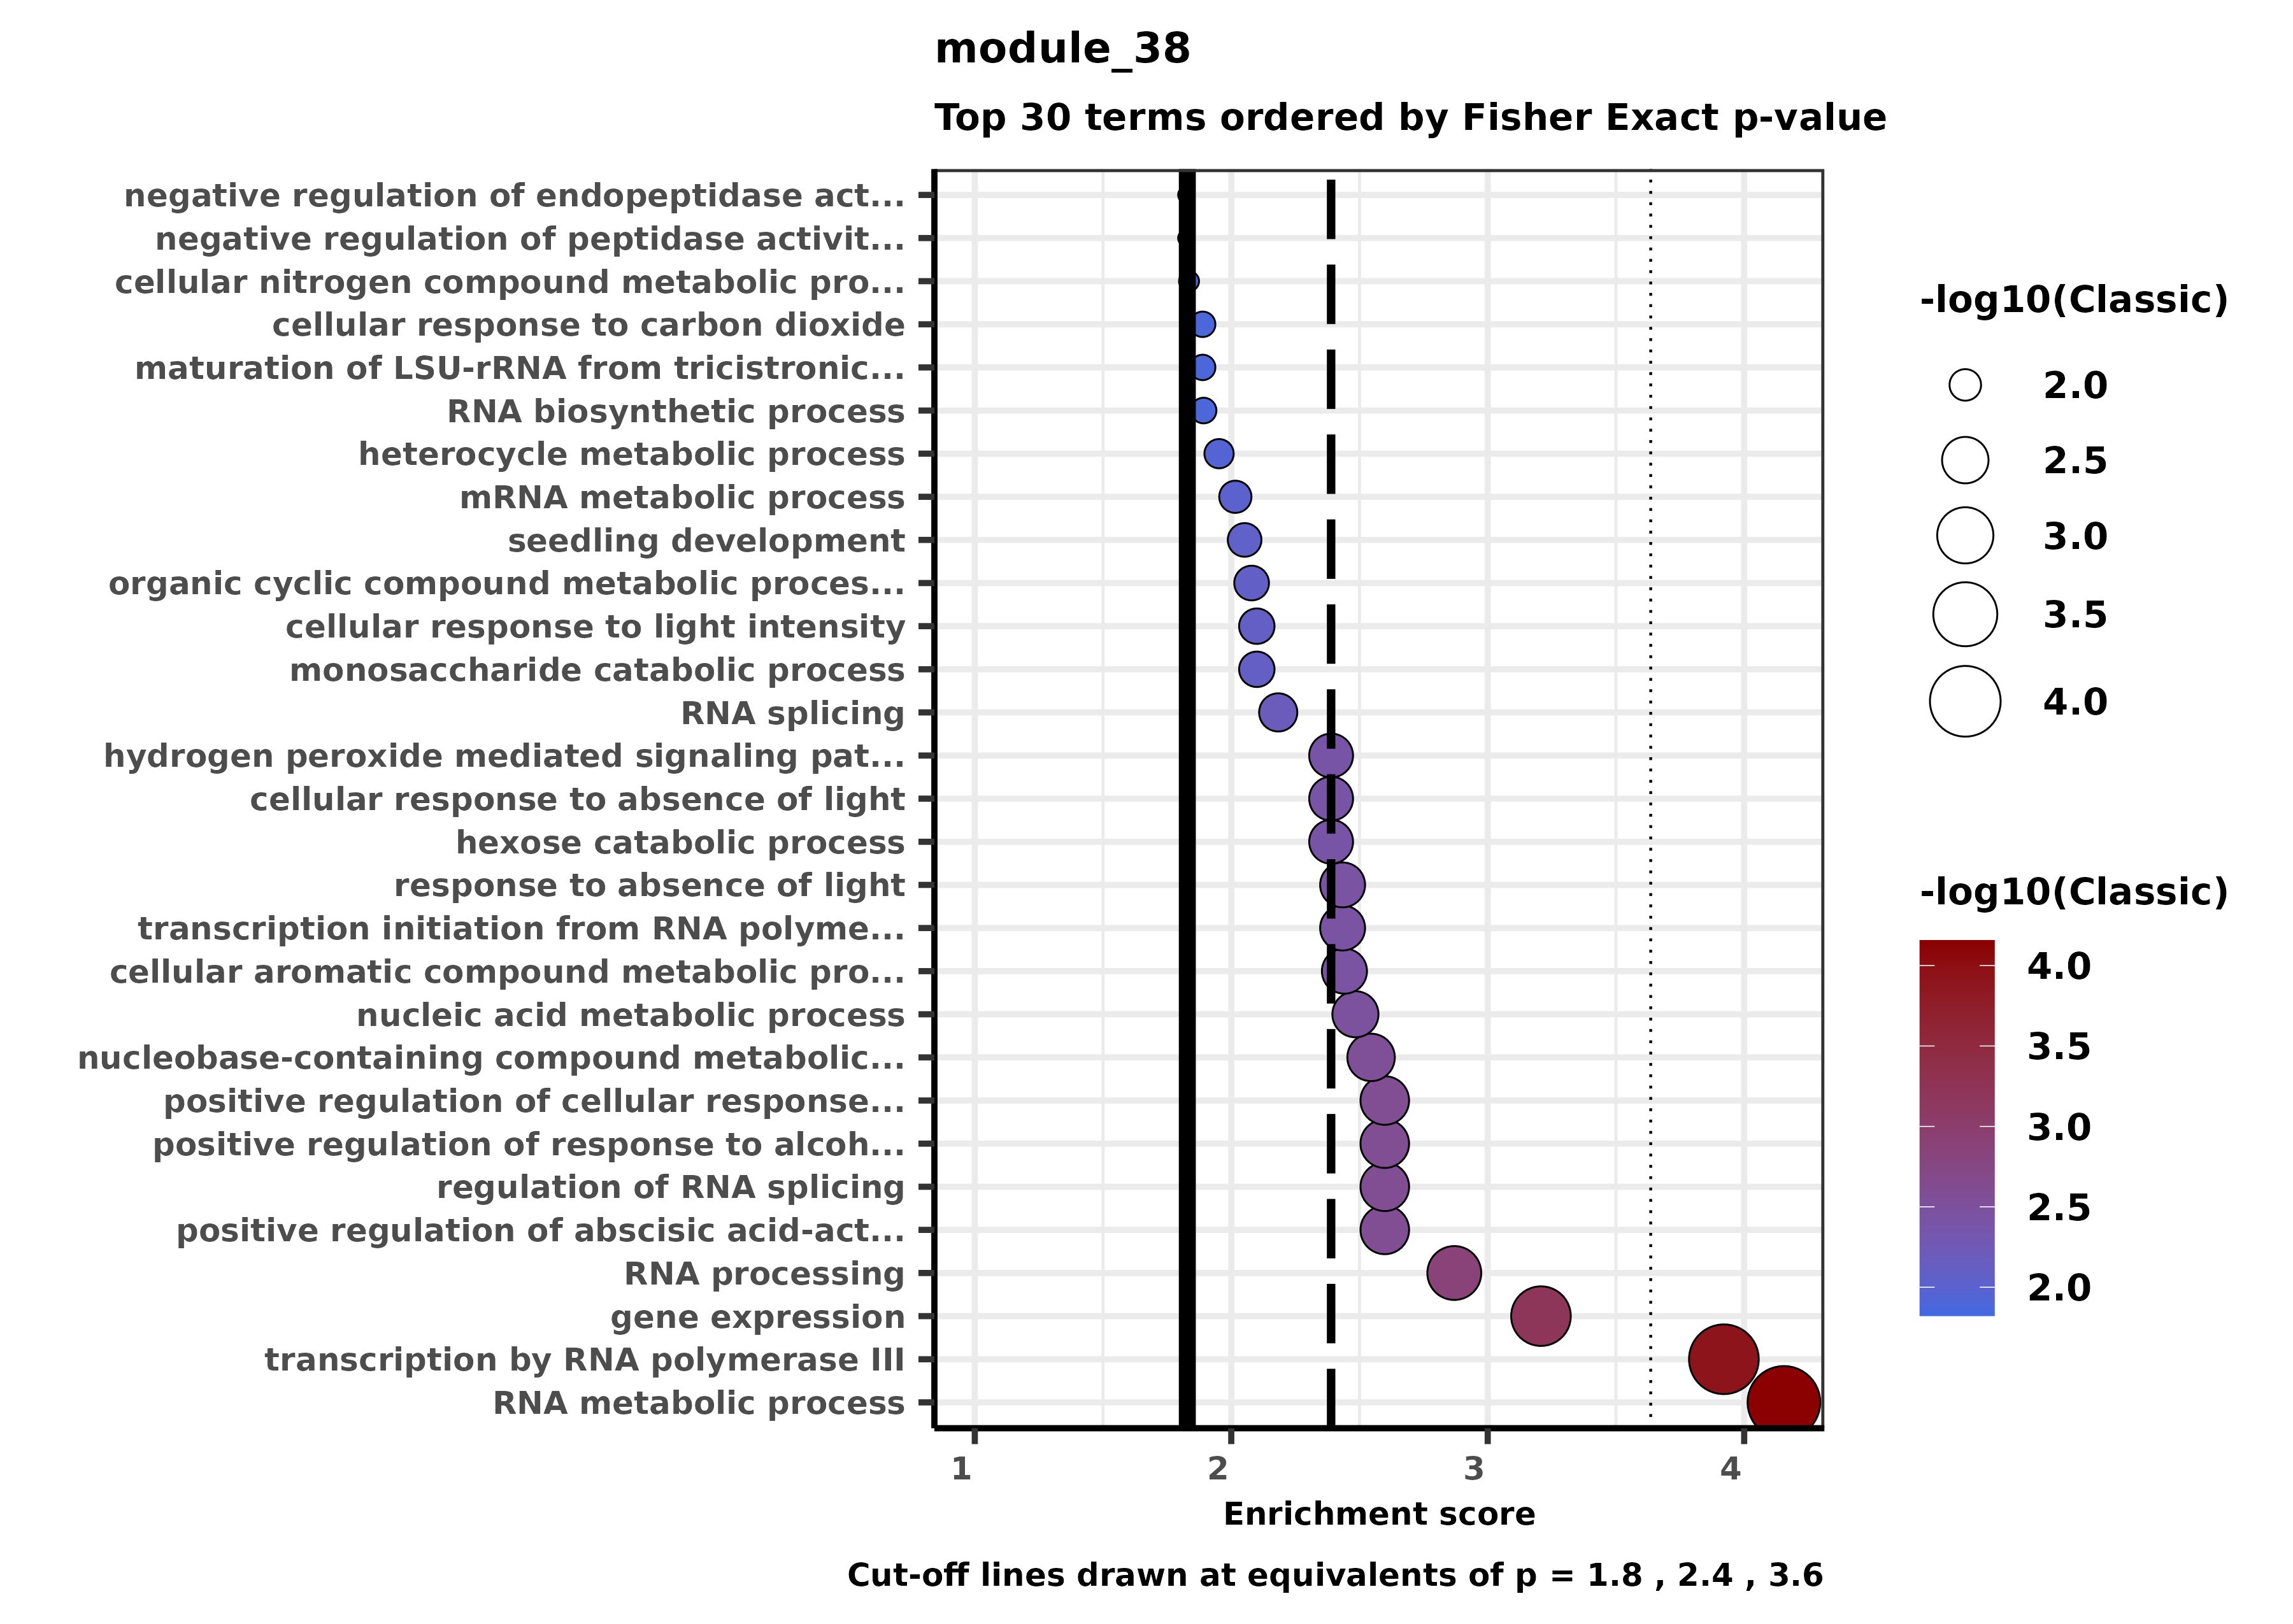 module_38
Top 30 terms ordered by Fisher Exact p-value
negative regulation of endopeptidase act...
negative regulation of peptidase activit...
cellular nitrogen compound metabolic pro...
cellular response to carbon dioxide
maturation of LSU-rRNA from tricistronic...
RNA biosynthetic process
heterocycle metabolic process
mRNA metabolic process
seedling development
organic cyclic compound metabolic proces...
cellular response to light intensity
monosaccharide catabolic process
RNA splicing
hydrogen peroxide mediated signaling pat...
cellular response to absence of light
hexose catabolic process
response to absence of light
transcription initiation from RNA polyme...
cellular aromatic compound metabolic pro...
nucleic acid metabolic process
nucleobase-containing compound metabolic...
positive regulation of cellular response...
positive regulation of response to alcoh...
regulation of RNA splicing
positive regulation of abscisic acid-act...
RNA processing
gene expression
transcription by RNA polymerase III
RNA metabolic process
1 2 3 4
Enrichment score
Cut-off lines drawn at equivalents of p = 1.8 , 2.4 , 3.6
-log10(Classic)
2.0
2.5
3.0
3.5
4.0
-log10(Classic)
4.0
3.5
3.0
2.5
2.0